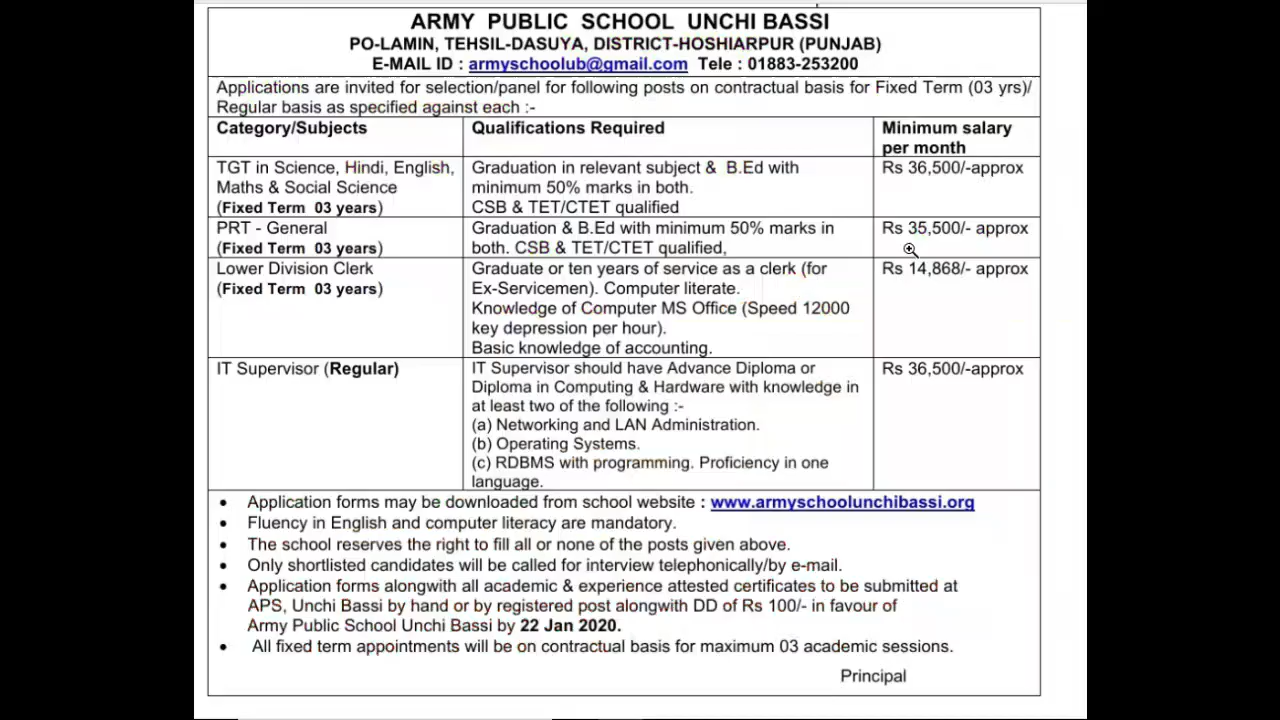 ARMY PUBLIC SCHOOL UNCHI BASSI
PO-LAMIN, TEHSIL-DASUYA, DISTRICT-HOSHIARPUR (PUNJAB)
E-MAIL ID : armyschoolub@gmail.com Tele : 01883-253200
Applications are invited for selection/panel for following posts on contractual basis for Fixed Term (03 yrs)/
Regular basis as specified against each :-
Category/Subjects
Qualifications Required
Minimum salary
per month
TGT in Science, Hindi, English,
Maths & Social Science
(Fixed Term 03 years)
Graduation in relevant subject & B.Ed with
minimum 50% marks in both.
CSB & TET/CTET qualified
Rs 36,500/-approx
PRT - General
(Fixed Term 03 years)
Graduation & B.Ed with minimum 50% marks in
both. CSB & TET/CTET qualified,
Rs 35,500/- approx
Lower Division Clerk
(Fixed Term 03 years)
Graduate or ten years of service as a clerk (for
Ex-Servicemen). Computer literate.
Knowledge of Computer MS Office (Speed 12000
key depression per hour).
Basic knowledge of accounting.
Rs 14,868/- approx
IT Supervisor (Regular)
IT Supervisor should have Advance Diploma or
Diploma in Computing & Hardware with knowledge in
at least two of the following :-
(a) Networking and LAN Administration.
(b) Operating Systems.
(c) RDBMS with programming. Proficiency in one
language.
Rs 36,500/-approx
• Application forms may be downloaded from school website : www.armyschoolunchibassi.org
• Fluency in English and computer literacy are mandatory.
• The school reserves the right to fill all or none of the posts given above.
• Only shortlisted candidates will be called for interview telephonically/by e-mail.
• Application forms alongwith all academic & experience attested certificates to be submitted at
APS, Unchi Bassi by hand or by registered post alongwith DD of Rs 100/- in favour of
Army Public School Unchi Bassi by 22 Jan 2020.
• All fixed term appointments will be on contractual basis for maximum 03 academic sessions.
Principal